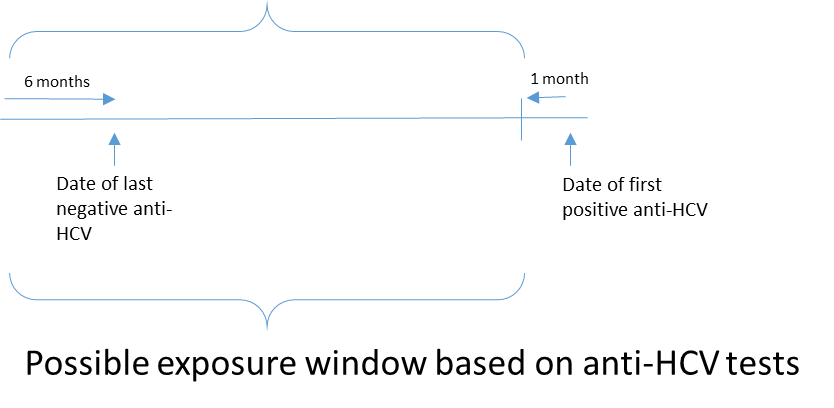 6 months
1 month
Date of last
negative anti-
HCV
Date of first
positive anti-HCV
Possible exposure window based on anti-HCV tests